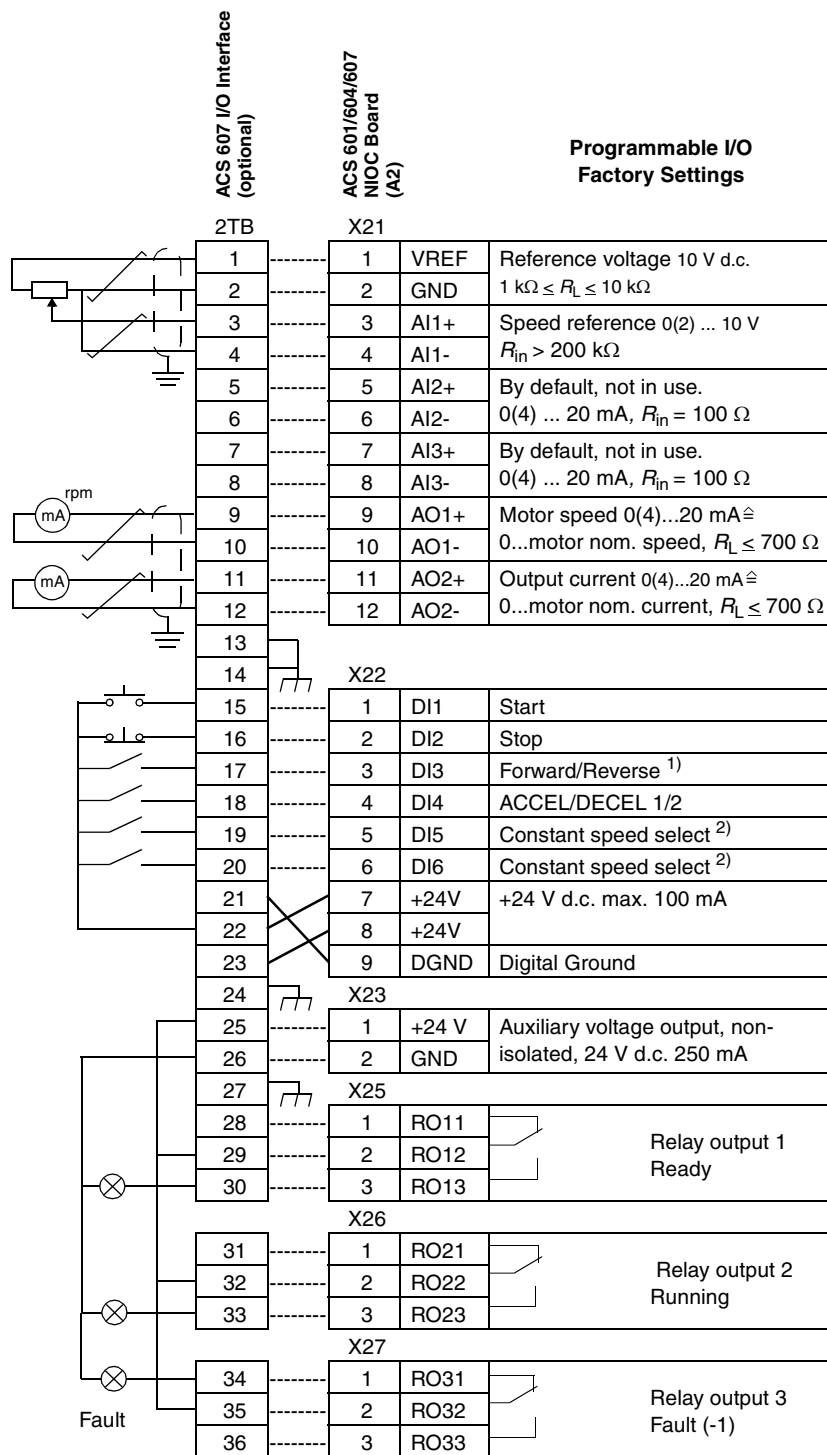 ACS 607 I/O Interface
(optional)
ACS 601/604/607
NIOC Board
(A2)
Programmable I/O
Factory Settings
2TB X21
1 1 VREF Reference voltage 10 V d.c.
2 2 GND 1 kΩ ≤ RL ≤ 10 kΩ
3 3 AI1+ Speed reference 0(2) ... 10 V
4 4 AI1- Rin > 200 kΩ
5 5 AI2+ By default, not in use.
6 6 AI2- 0(4) ... 20 mA, Rin = 100 Ω
7 7 AI3+ By default, not in use.
8 8 AI3- 0(4) ... 20 mA, Rin = 100 Ω
rpm
mA 9 9 AO1+ Motor speed 0(4)...20 mA ≙
10 10 AO1- 0...motor nom. speed, RL ≤ 700 Ω
mA 11 11 AO2+ Output current 0(4)...20 mA ≙
12 12 AO2- 0...motor nom. current, RL ≤ 700 Ω
13
14 X22
15 1 DI1 Start
16 2 DI2 Stop
17 3 DI3 Forward/Reverse 1)
18 4 DI4 ACCEL/DECEL 1/2
19 5 DI5 Constant speed select 2)
20 6 DI6 Constant speed select 2)
21 7 +24V +24 V d.c. max. 100 mA
22 8 +24V
23 9 DGND Digital Ground
24 X23
25 1 +24 V Auxiliary voltage output, non-
26 2 GND isolated, 24 V d.c. 250 mA
27 X25
28 1 RO11
29 2 RO12 Relay output 1
30 3 RO13 Ready
X26
31 1 RO21
32 2 RO22 Relay output 2
33 3 RO23 Running
X27
34 1 RO31
35 2 RO32 Relay output 3
Fault
36 3 RO33 Fault (-1)